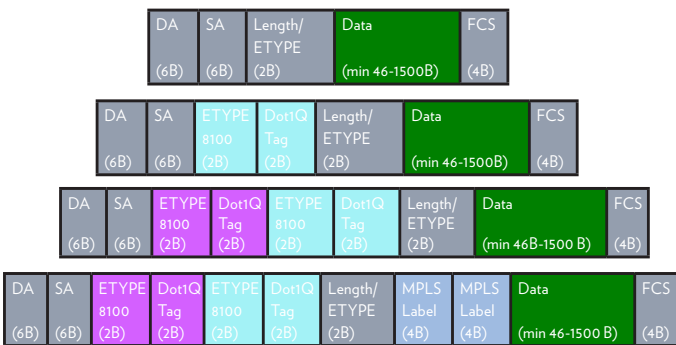 DA SA Length/ Data FCS
ETYPE
(6B) (6B) (2B) (min 46-1500B) (4B)
DA SA ETYPE Dot1Q Length/ Data FCS
8100 Tag ETYPE
(6B) (6B) (2B) (2B) (2B) (min 46-1500B) (4B)
DA SA ETYPE Dot1Q ETYPE Dot1Q Length/ Data FCS
8100 Tag 8100 Tag ETYPE
(6B) (6B) (2B) (2B) (2B) (2B) (2B) (min 46B-1500 B) (4B)
DA SA ETYPE Dot1Q ETYPE Dot1Q Length/ MPLS MPLS Data FCS
8100 Tag 8100 Tag ETYPE Label Label
(6B) (6B) (2B) (2B) (2B) (2B) (2B) (4B) (4B) (min 46-1500 B) (4B)